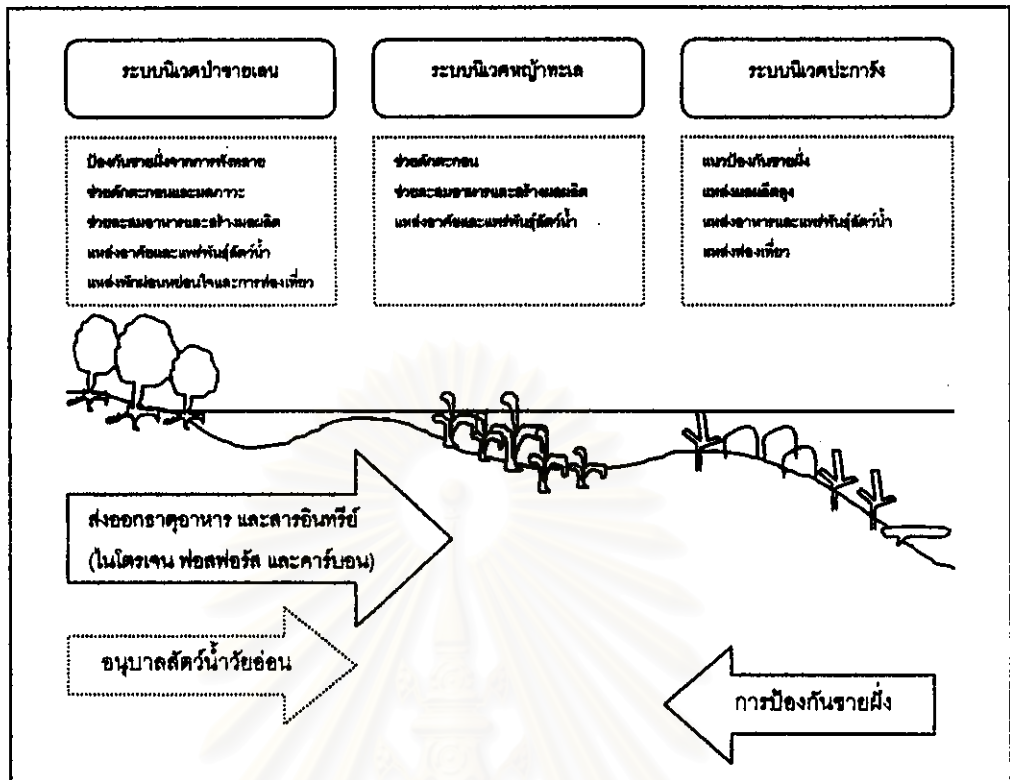 ระบบนิเวศป่าชายเลน
ระบบนิเวศหญ้าทะเล
ระบบนิเวศปะการัง
ป้องกันชายฝั่งจากการพังทลาย
ช่วยดักตะกอนและมลภาวะ
ช่วยสะสมอาหารและสร้างผลผลิต
แหล่งอาศัยและแพร่พันธุ์สัตว์น้ำ
แหล่งพักผ่อนหย่อนใจและการท่องเที่ยว
ช่วยดักตะกอน
ช่วยสะสมอาหารและสร้างผลผลิต
แหล่งอาศัยและแพร่พันธุ์สัตว์น้ำ
แนวป้องกันชายฝั่ง
แหล่งผลผลิตสูง
แหล่งอาหารและแพร่พันธุ์สัตว์น้ำ
แหล่งท่องเที่ยว
ส่งออกธาตุอาหาร และสารอินทรีย์
(ไนโตรเจน ฟอสฟอรัส และคาร์บอน)
อนุบาลสัตว์น้ำวัยอ่อน
การป้องกันชายฝั่ง